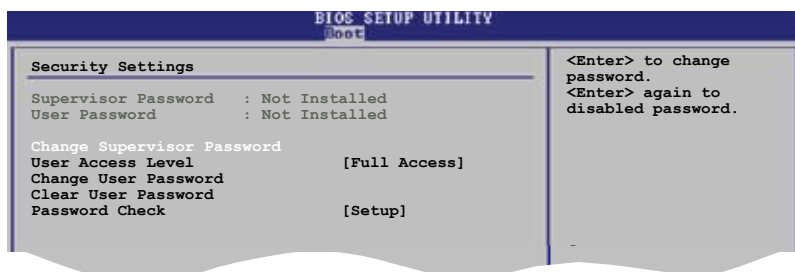 BIOS SETUP UTILITY
Boot
Security Settings
Supervisor Password : Not Installed
User Password : Not Installed
Change Supervisor Password
User Access Level [Full Access]
Change User Password
Clear User Password
Password Check [Setup]
<Enter> to change
password.
<Enter> again to
disabled password.